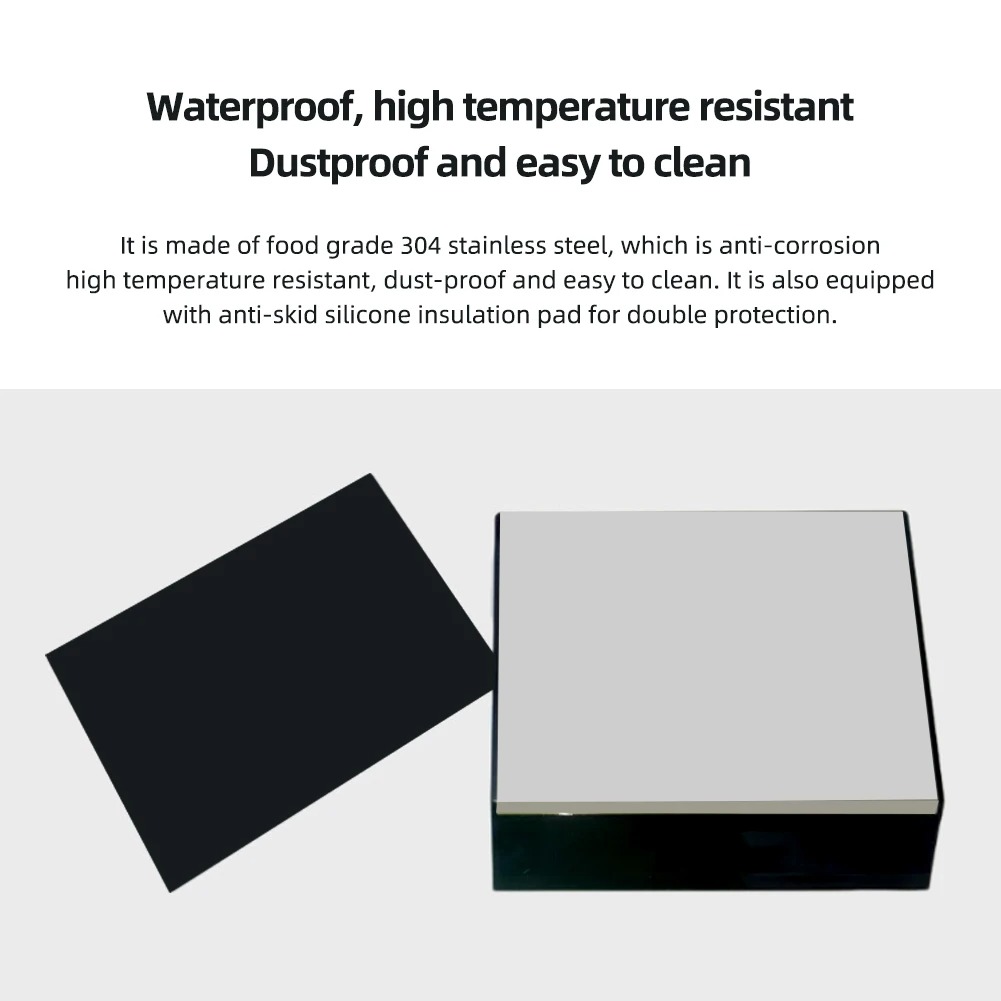 Waterproof, high temperature resistant
Dustproof and easy to clean
It is made of food grade 304 stainless steel, which is anti-corrosion
high temperature resistant, dust-proof and easy to clean. It is also equipped
with anti-skid silicone insulation pad for double protection.